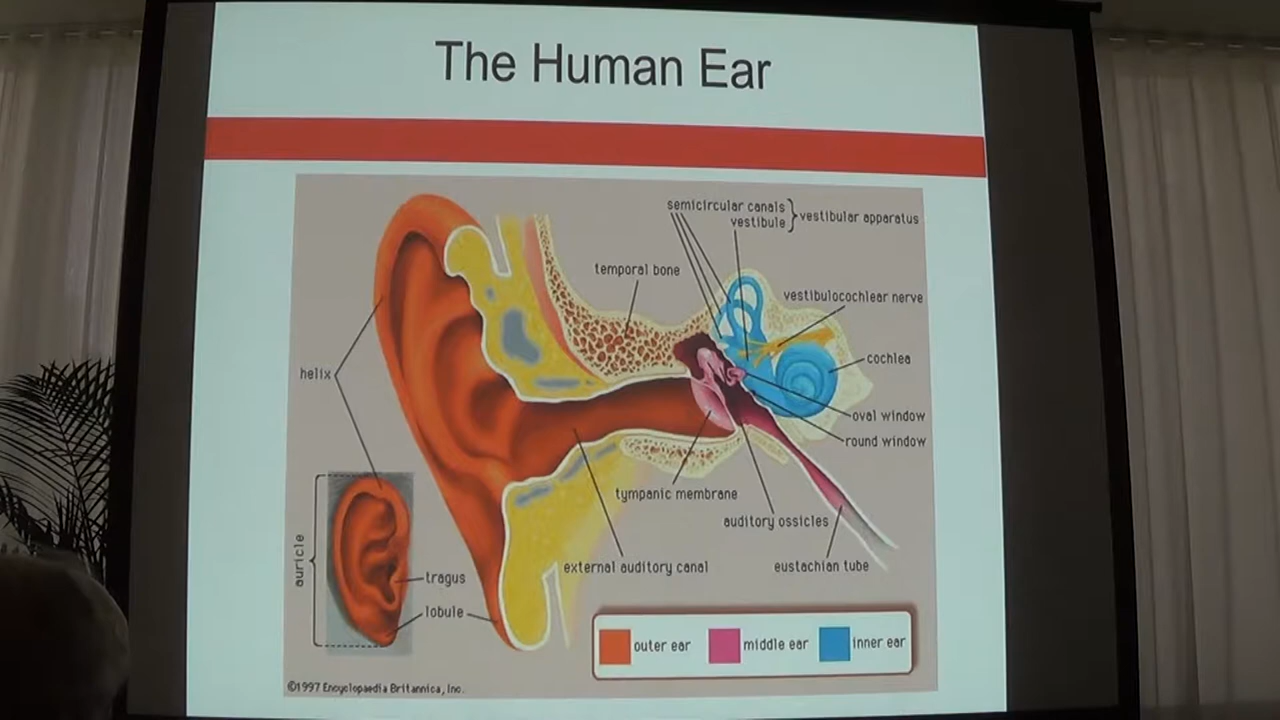 The Human Ear
semicircular canals
vestibule
vestibular apparatus
temporal bone
vestibulocochlear nerve
helix
cochlea
oval window
round window
tympanic membrane
auditory ossicles
auricle
external auditory canal
eustachian tube
tragus
lobule
outer ear
middle ear
inner ear
©1997 Encyclopaedia Britannica, Inc.